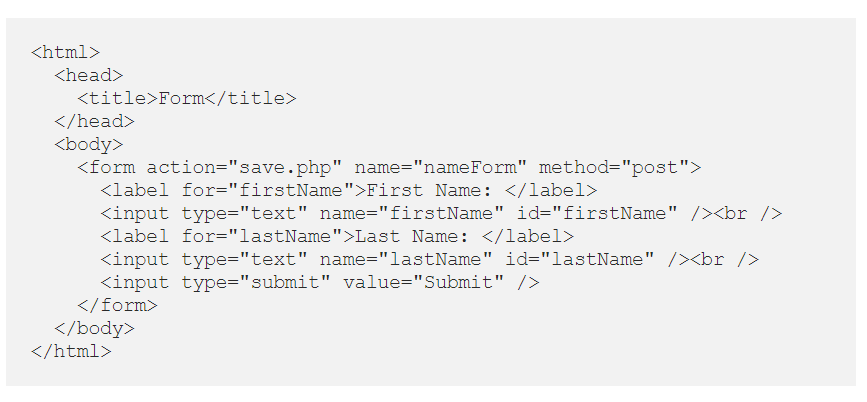 <html>
  <head>
    <title>Form</title>
  </head>
  <body>
    <form action="save.php" name="nameForm" method="post">
      <label for="firstName">First Name: </label>
      <input type="text" name="firstName" id="firstName" /><br />
      <label for="lastName">Last Name: </label>
      <input type="text" name="lastName" id="lastName" /><br />
      <input type="submit" value="Submit" />
    </form>
  </body>
</html>